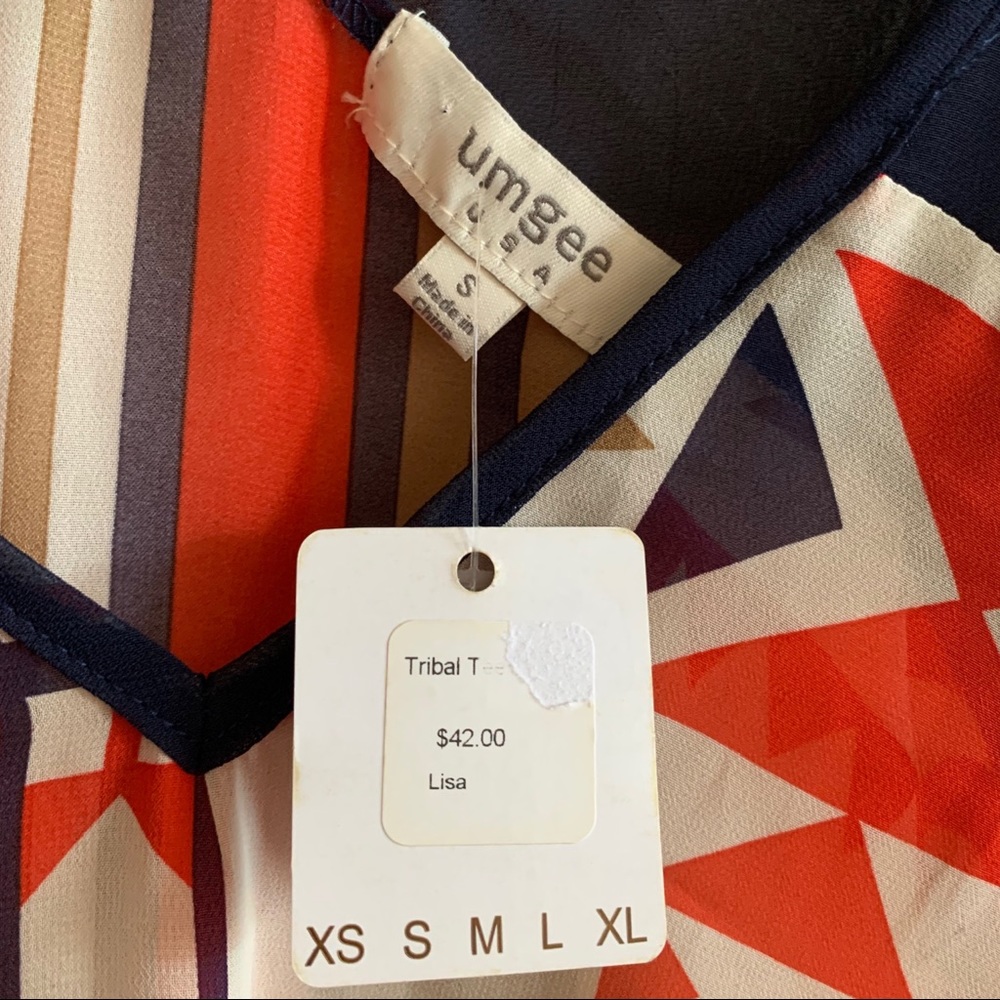 umgee
USA
S
Made in
China
Tribal T
$42.00
Lisa
XS S M L XL